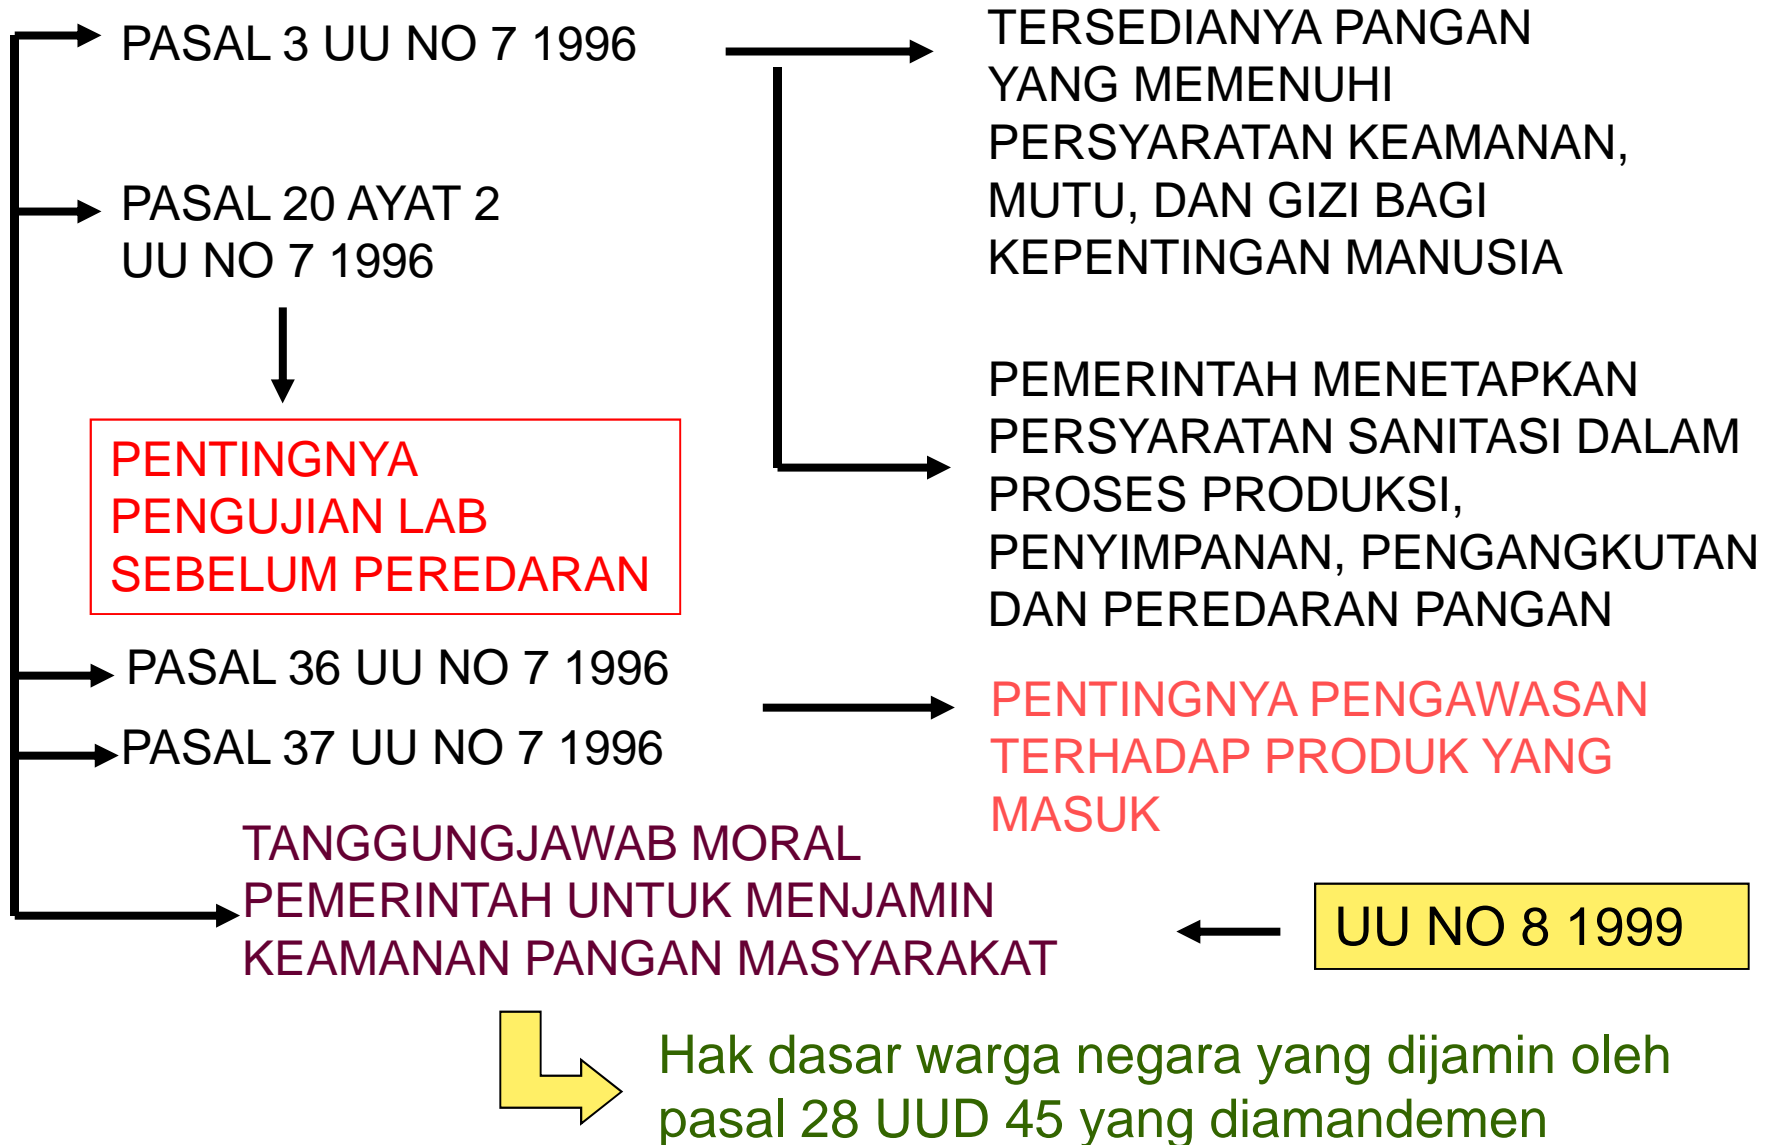 PASAL 3 UU NO 7 1996
TERSEDIANYA PANGAN
YANG MEMENUHI
PERSYARATAN KEAMANAN,
MUTU, DAN GIZI BAGI
KEPENTINGAN MANUSIA
PASAL 20 AYAT 2
UU NO 7 1996
PENTINGNYA
PENGUJIAN LAB
SEBELUM PEREDARAN
PEMERINTAH MENETAPKAN
PERSYARATAN SANITASI DALAM
PROSES PRODUKSI,
PENYIMPANAN, PENGANGKUTAN
DAN PEREDARAN PANGAN
PASAL 36 UU NO 7 1996
PASAL 37 UU NO 7 1996
PENTINGNYA PENGAWASAN
TERHADAP PRODUK YANG
MASUK
TANGGUNGJAWAB MORAL
PEMERINTAH UNTUK MENJAMIN
KEAMANAN PANGAN MASYARAKAT
UU NO 8 1999
Hak dasar warga negara yang dijamin oleh
pasal 28 UUD 45 yang diamandemen